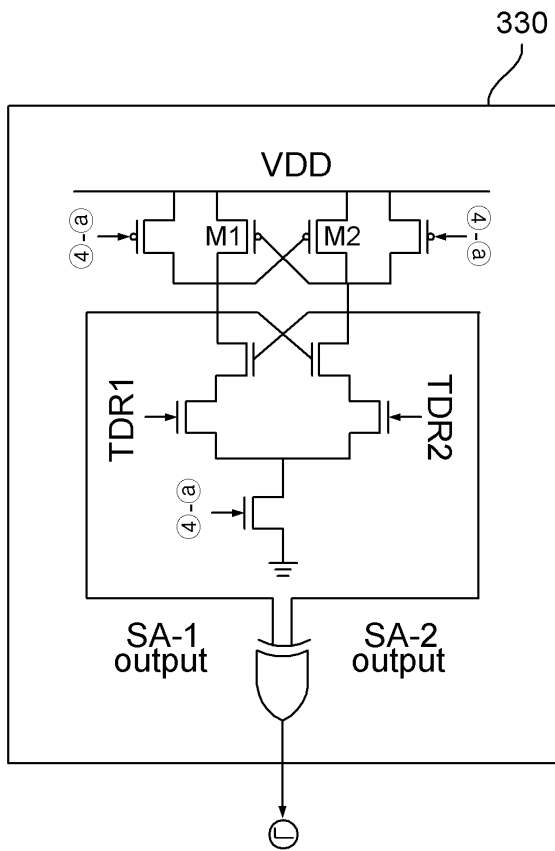 330
VDD
④-ⓐ
M1
M2
④-ⓐ
TDR1
TDR2
④-ⓐ
SA-1
output
SA-2
output